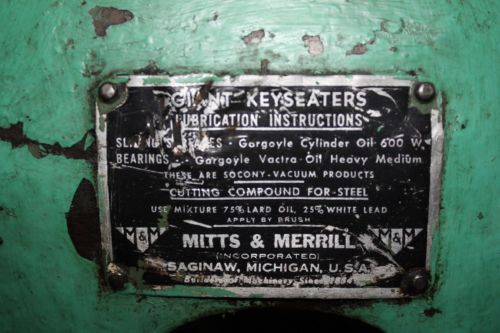 GIANT KEYSEATERS
LUBRICATION INSTRUCTIONS
SLIDING SURFACES - Gargoyle Cylinder Oil 600 W.
BEARINGS - Gargoyle Vactra Oil Heavy Medium
THESE ARE SOCONY-VACUUM PRODUCTS
CUTTING COMPOUND FOR STEEL
USE MIXTURE 75% LARD OIL, 25% WHITE LEAD
APPLY BY BRUSH
M&M MITTS & MERRILL M&M
(INCORPORATED)
SAGINAW, MICHIGAN, U.S.A.
Builders of Machinery Since 1854